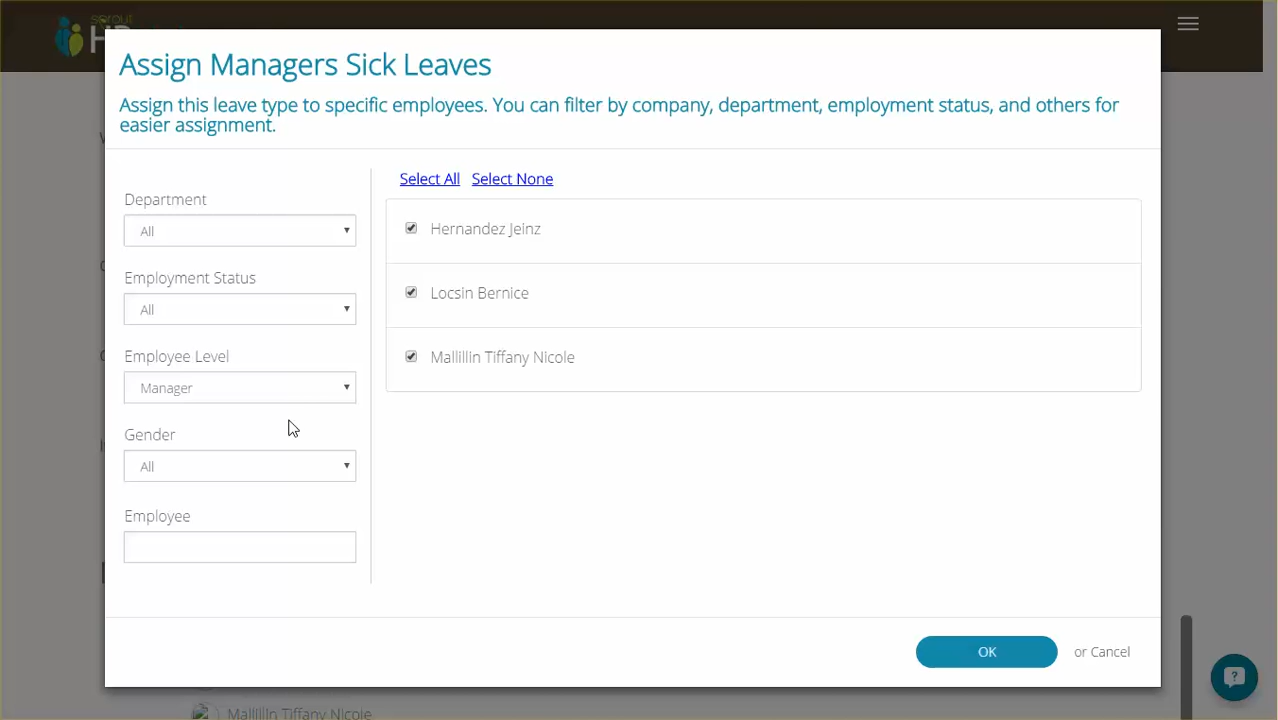 sprout
Assign Managers Sick Leaves
Assign this leave type to specific employees. You can filter by company, department, employment status, and others for
easier assignment.
Select All Select None
Department
All
Hernandez Jelnz
Employment Status
All
Locsin Bernice
Employee Level
Manager
Mallillin Tiffany Nicole
Gender
All
Employee
OK or Cancel
Mallillin Tiffany Nicole